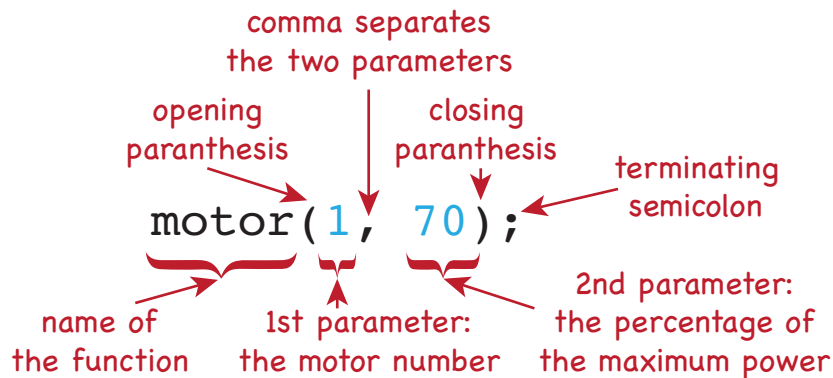 comma separates
the two parameters
opening
paranthesis
closing
paranthesis
terminating
semicolon
motor(1, 70);
name of
the function
1st parameter:
the motor number
2nd parameter:
the percentage of
the maximum power